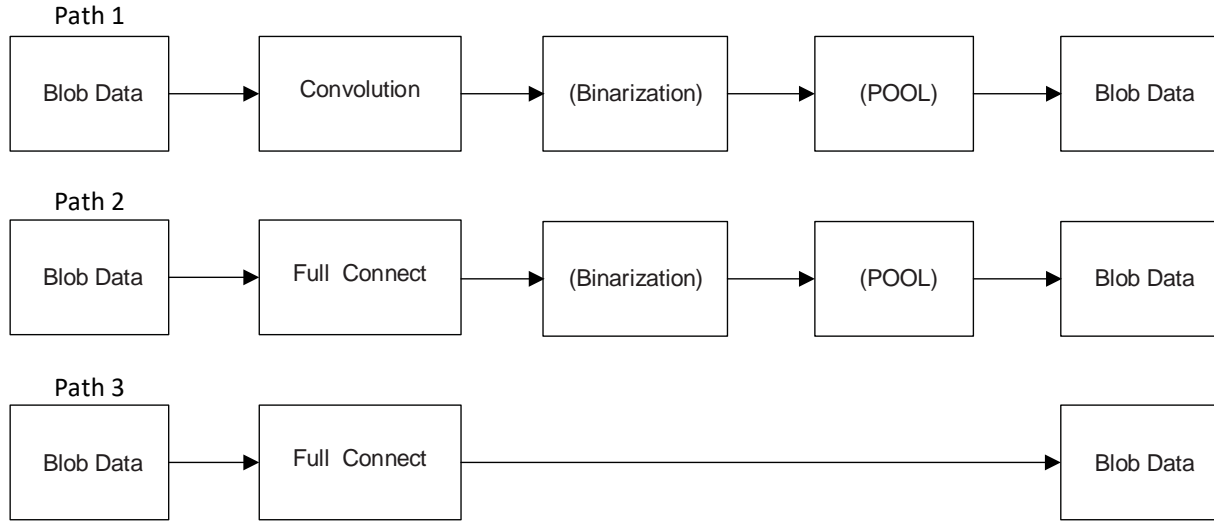 Path 1
Blob Data
Convolution
(Binarization)
(POOL)
Blob Data
Path 2
Blob Data
Full Connect
(Binarization)
(POOL)
Blob Data
Path 3
Blob Data
Full Connect
Blob Data